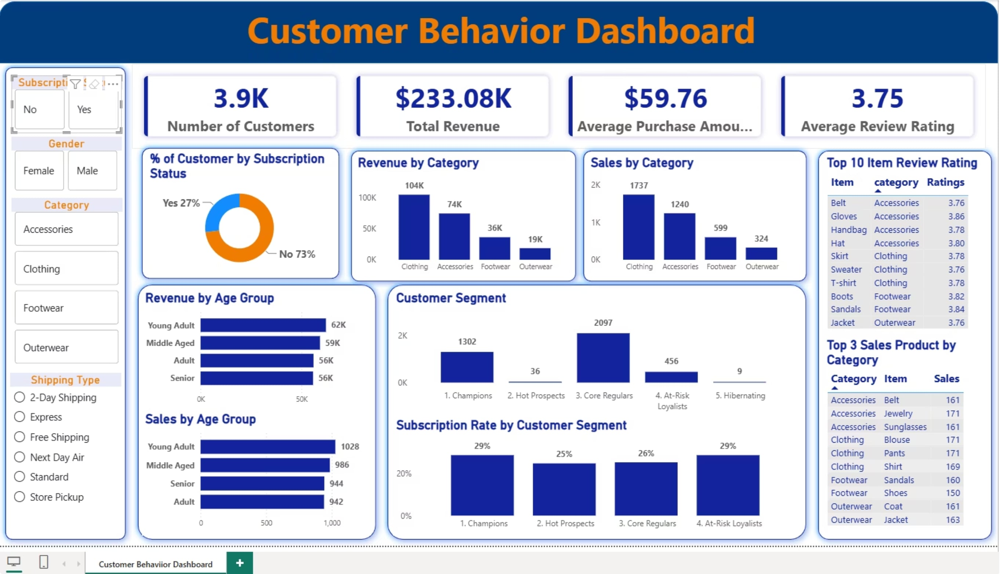 Customer Behavior Dashboard
Subscripti
No
Yes
Gender
Female
Male
Category
Accessories
Clothing
Footwear
Outerwear
Shipping Type
2-Day Shipping
Express
Free Shipping
Next Day Air
Standard
Store Pickup
3.9K
Number of Customers
$233.08K
Total Revenue
$59.76
Average Purchase Amou...
3.75
Average Review Rating
% of Customer by Subscription
Status
Yes 27%
No 73%
Revenue by Category
104K
100K
74K
50K
36K
19K
0K
Clothing Accessories Footwear Outerwear
Sales by Category
2K
1737
1240
1K
599
324
0K
Clothing Accessories Footwear Outerwear
Top 10 Item Review Rating
Item category Ratings
Belt Accessories 3.76
Gloves Accessories 3.86
Handbag Accessories 3.78
Hat Accessories 3.80
Skirt Clothing 3.78
Sweater Clothing 3.76
T-shirt Clothing 3.78
Boots Footwear 3.82
Sandals Footwear 3.84
Jacket Outerwear 3.76
Revenue by Age Group
Young Adult 62K
Middle Aged 59K
Adult 56K
Senior 56K
0K 50K
Sales by Age Group
Young Adult 1028
Middle Aged 986
Senior 944
Adult 942
0 500 1,000
Customer Segment
2097
2K
1302
456
36
9
0K
1. Champions 2. Hot Prospects 3. Core Regulars 4. At-Risk Loyalists 5. Hibernating
Subscription Rate by Customer Segment
29% 25% 26% 29%
20%
0%
1. Champions 2. Hot Prospects 3. Core Regulars 4. At-Risk Loyalists
Top 3 Sales Product by
Category
Category Item Sales
Accessories Belt 161
Accessories Jewelry 171
Accessories Sunglasses 161
Clothing Blouse 171
Clothing Pants 171
Clothing Shirt 169
Footwear Sandals 160
Footwear Shoes 150
Outerwear Coat 161
Outerwear Jacket 163
Customer Behaviior Dashboard